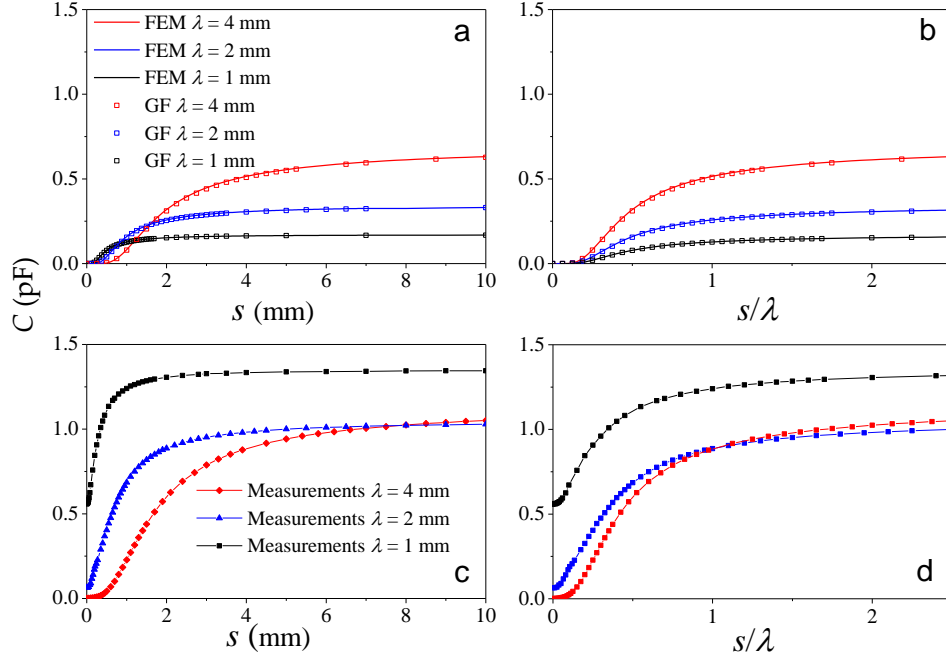 a
b
FEM λ = 4 mm
FEM λ = 2 mm
FEM λ = 1 mm
GF λ = 4 mm
GF λ = 2 mm
GF λ = 1 mm
1.5
1.0
0.5
0.0
0 2 4 6 8 10
s (mm)
1.5
1.0
0.5
0.0
0 1 2
s/λ
C (pF)
1.5
1.0
0.5
0.0
0 2 4 6 8 10
s (mm)
Measurements λ = 4 mm
Measurements λ = 2 mm
Measurements λ = 1 mm
c
1.5
1.0
0.5
0.0
0 1 2
s/λ
d